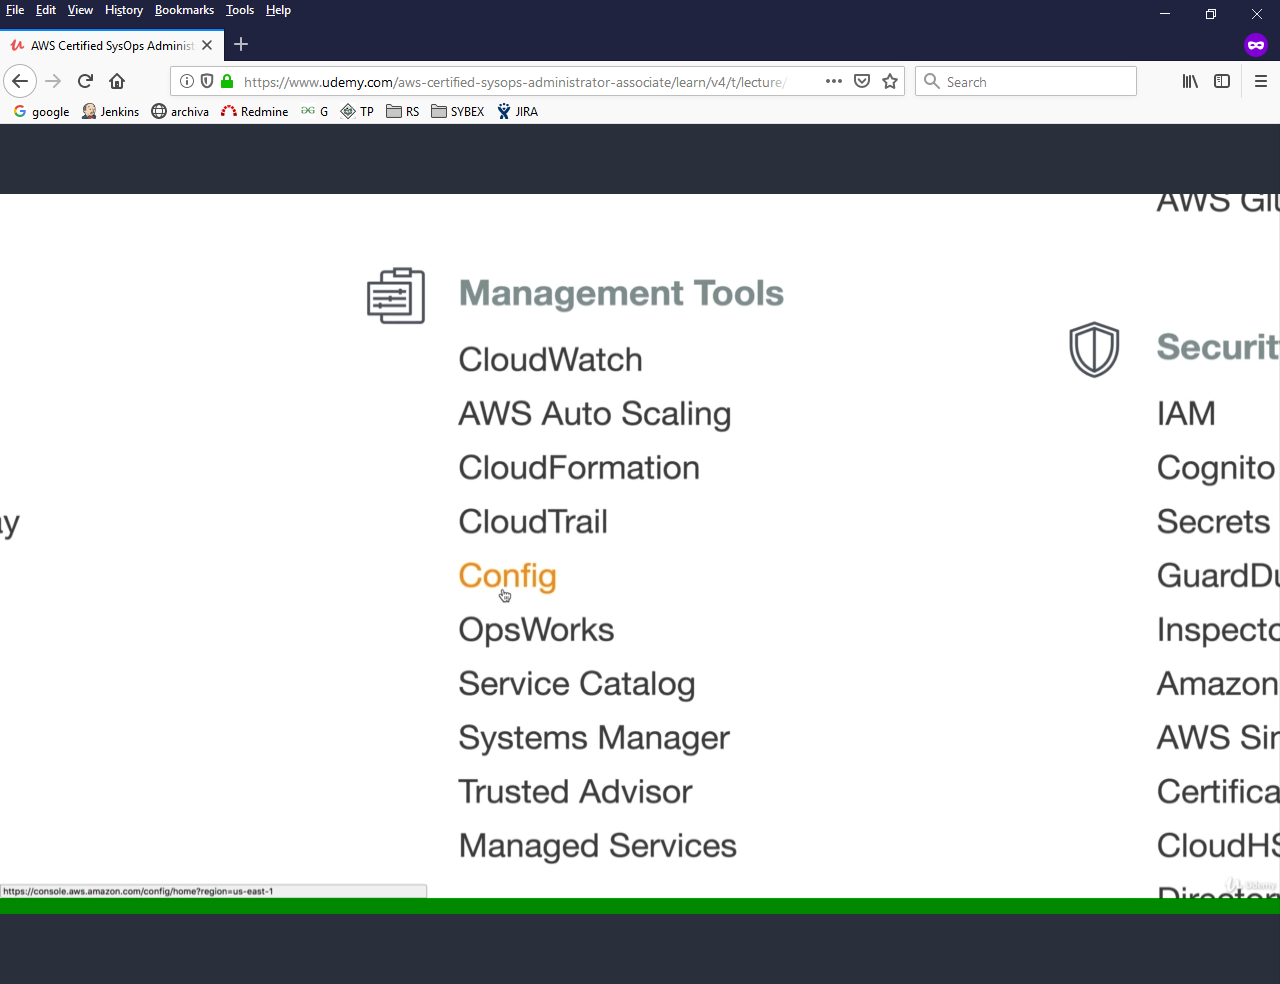 File Edit View History Bookmarks Tools Help
AWS Certified SysOps Administ
https://www.udemy.com/aws-certified-sysops-administrator-associate/learn/v4/t/lecture/
Search
google Jenkins archiva Redmine G TP RS SYBEX JIRA
Management Tools
CloudWatch
AWS Auto Scaling
CloudFormation
CloudTrail
Config
OpsWorks
Service Catalog
Systems Manager
Trusted Advisor
Managed Services
ay
AWS Gl
Securit
IAM
Cognito
Secrets
GuardDu
Inspecto
Amazon
AWS Sin
Certifica
CloudHS
Director
https://console.aws.amazon.com/config/home?region=us-east-1
Udemy